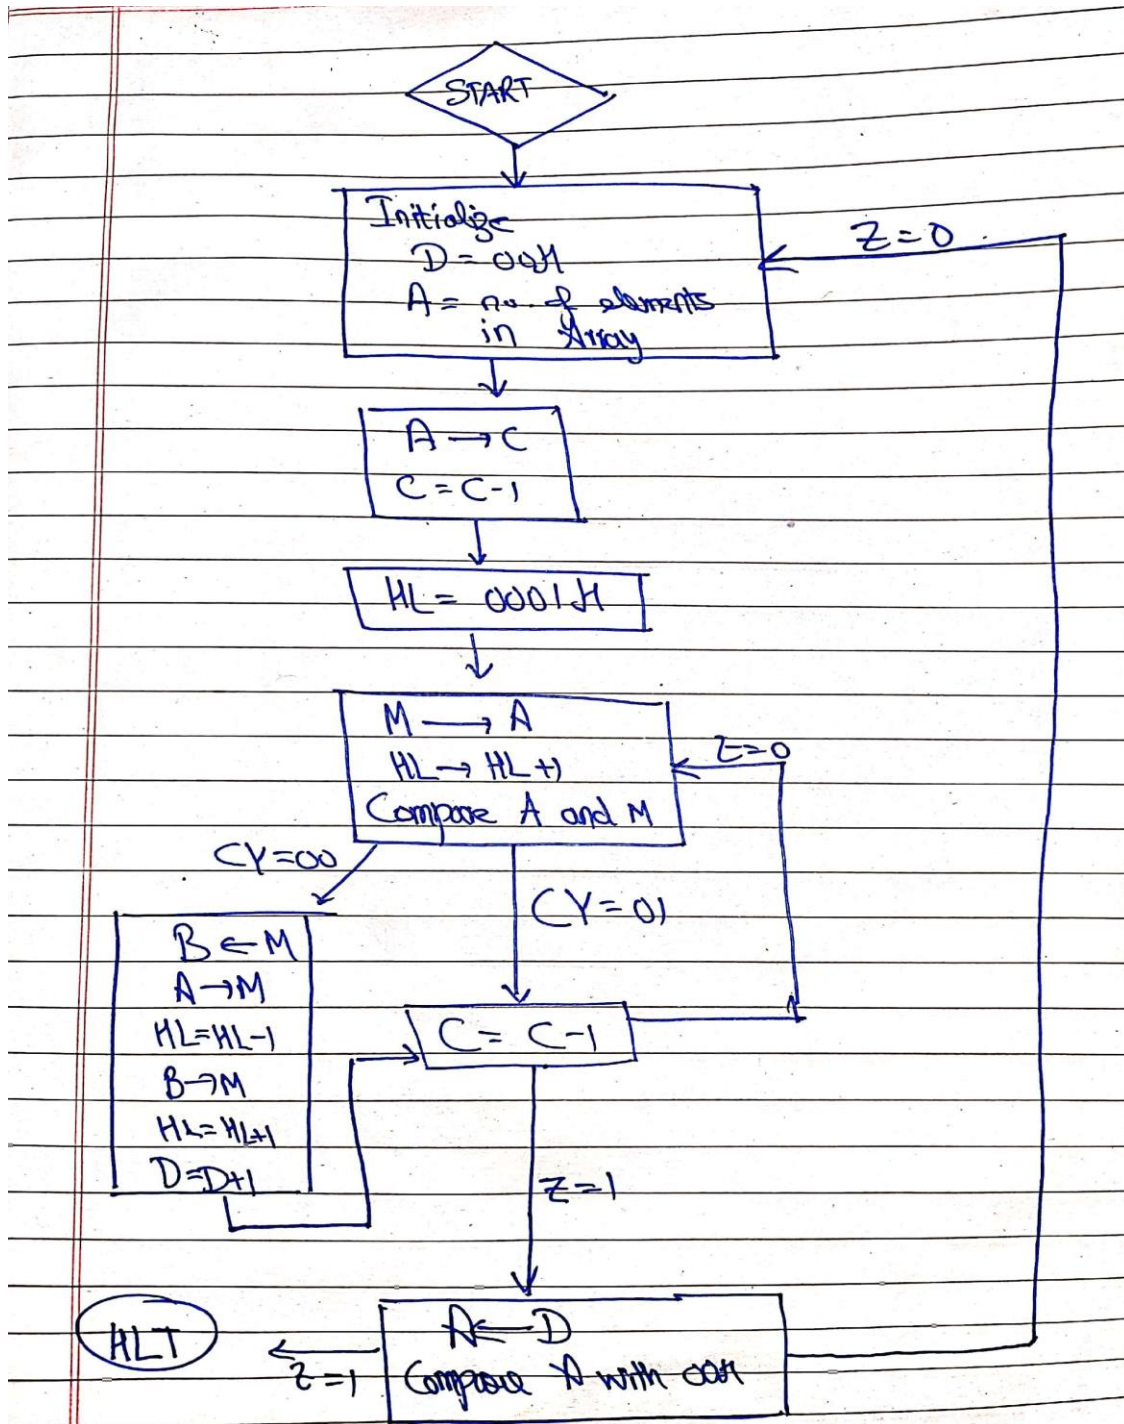 START
Initialize
D = 00H
A = no. of elements
in Array
Z=0
A → C
C = C-1
HL = 0001H
M → A
HL → HL+1
Compare A and M
Z=0
CY=00
CY=01
B ← M
A → M
HL=HL-1
B → M
HL=HL+1
D=D+1
C = C-1
Z=1
A ← D
Compare A with 00H
Z=1
HLT